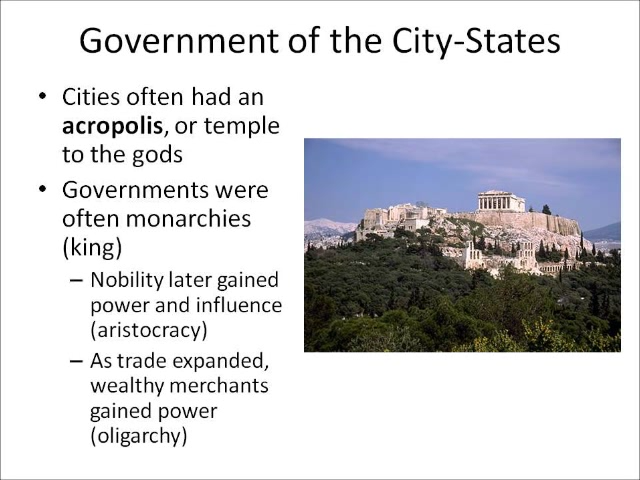 Government of the City-States
• Cities often had an
acropolis, or temple
to the gods
• Governments were
often monarchies
(king)
– Nobility later gained
power and influence
(aristocracy)
– As trade expanded,
wealthy merchants
gained power
(oligarchy)